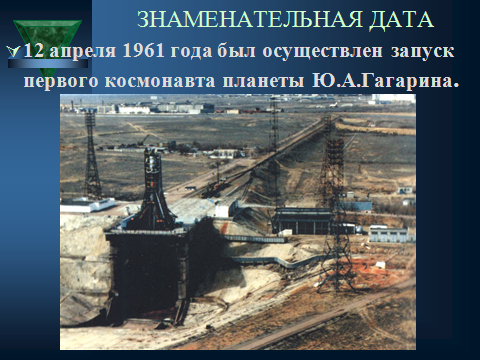 ЗНАМЕНАТЕЛЬНАЯ ДАТА
12 апреля 1961 года был осуществлен запуск
первого космонавта планеты Ю.А.Гагарина.